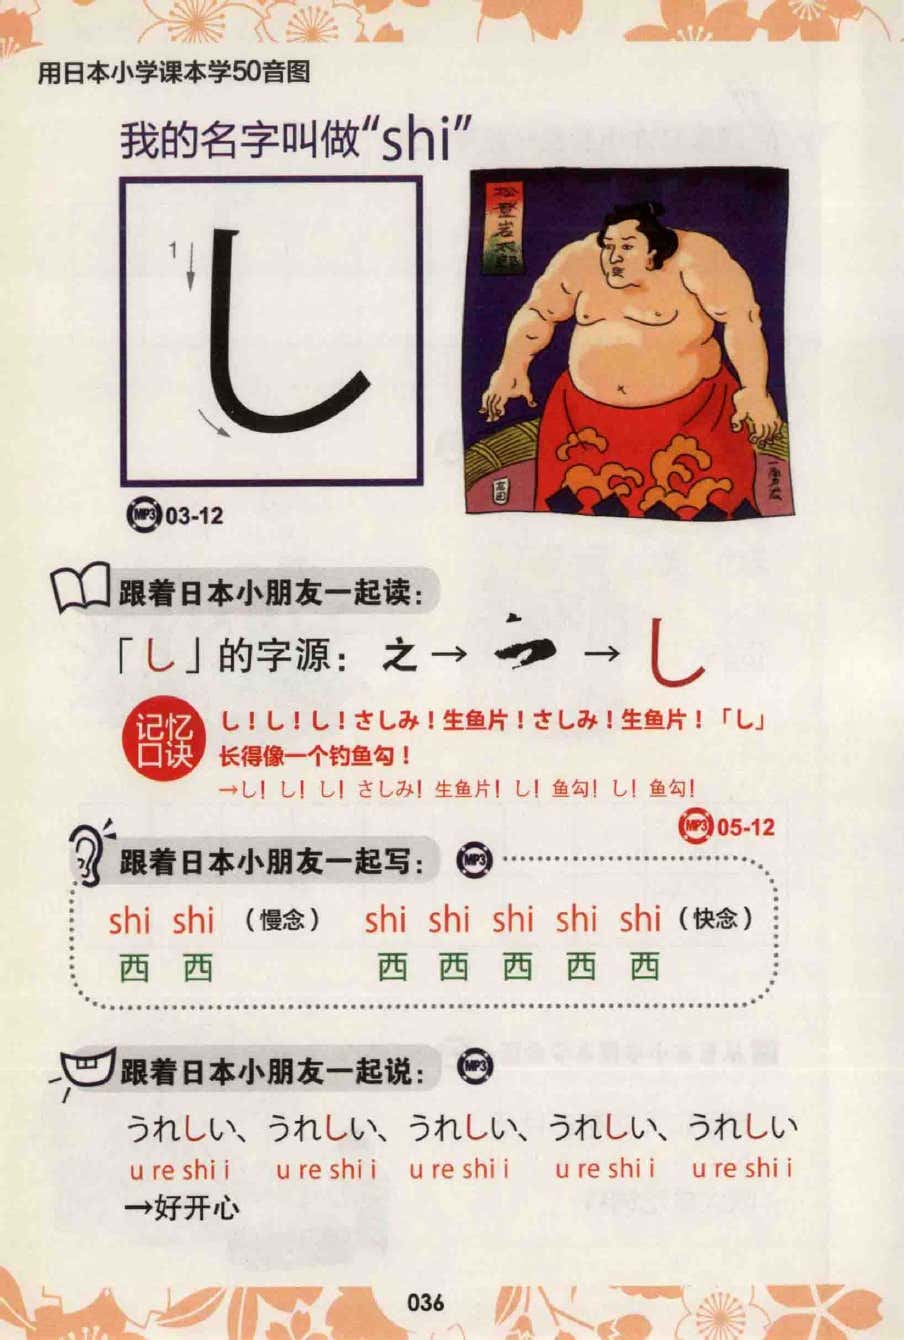 用日本小学课本学50音图
我的名字叫做“shi”
1
松登岩太郎
高田
MP3 03-12
跟着日本小朋友一起读：
「し」的字源：之→ → し
记忆
口诀
し！し！し！さしみ！生鱼片！さしみ！生鱼片！「し」
长得像一个钓鱼勾！
→し！し！し！さしみ！生鱼片！し！鱼勾！し！鱼勾！
MP3 05-12
跟着日本小朋友一起写： MP3
shi shi （慢念） shi shi shi shi shi （快念）
西 西 西 西 西 西 西
跟着日本小朋友一起说： MP3
うれしい、うれしい、うれしい、うれしい、うれしい
u re shi i u re shi i u re shi i u re shi i u re shi i
→好开心
036